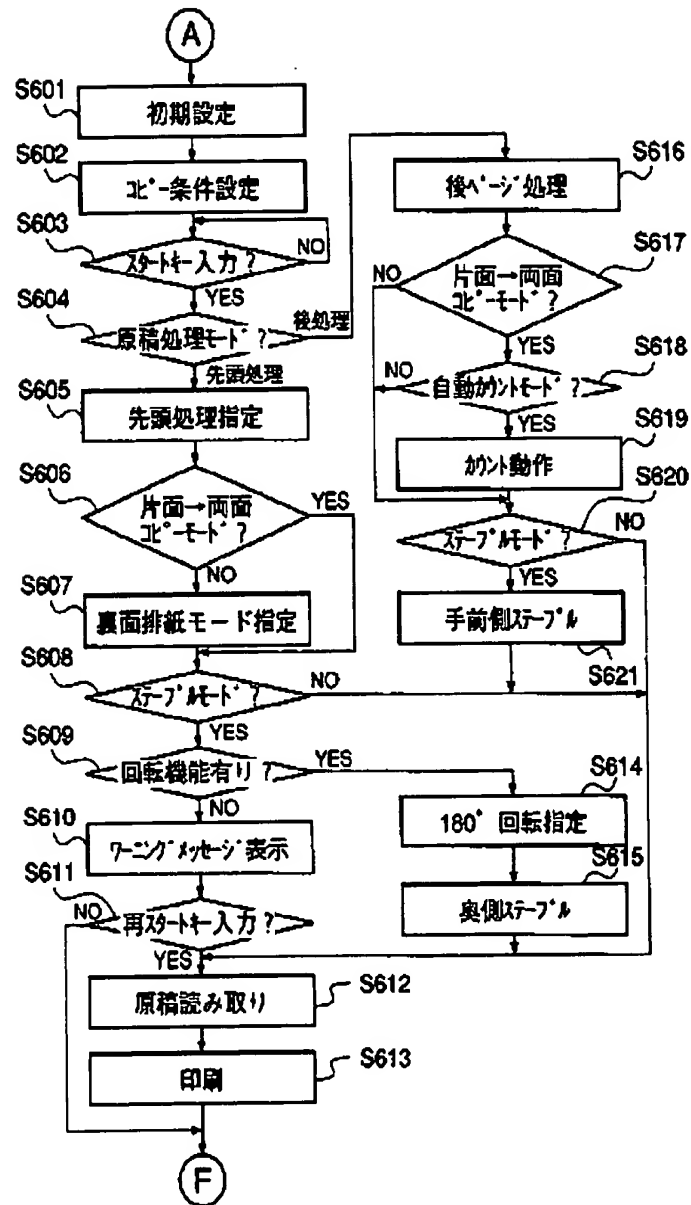 A
S601
初期設定
S602
コピー条件設定
S603
スタートキー入力?
NO
YES
S604
原稿処理モード?
後処理
先頭処理
S605
先頭処理指定
S606
片面→両面
コピーモード?
YES
NO
S607
裏面排紙モード指定
S608
ステープルモード?
NO
YES
S609
回転機能有り?
YES
NO
S610
ワーニングメッセージ表示
S611
NO
再スタートキー入力?
YES
原稿読み取り
S612
印刷
S613
F
S616
後ページ処理
S617
NO
片面→両面
コピーモード?
YES
S618
NO
自動カウントモード?
YES
S619
カウント動作
S620
ステープルモード?
NO
YES
手前側ステープル
S621
S614
180°回転指定
S615
奥側ステープル